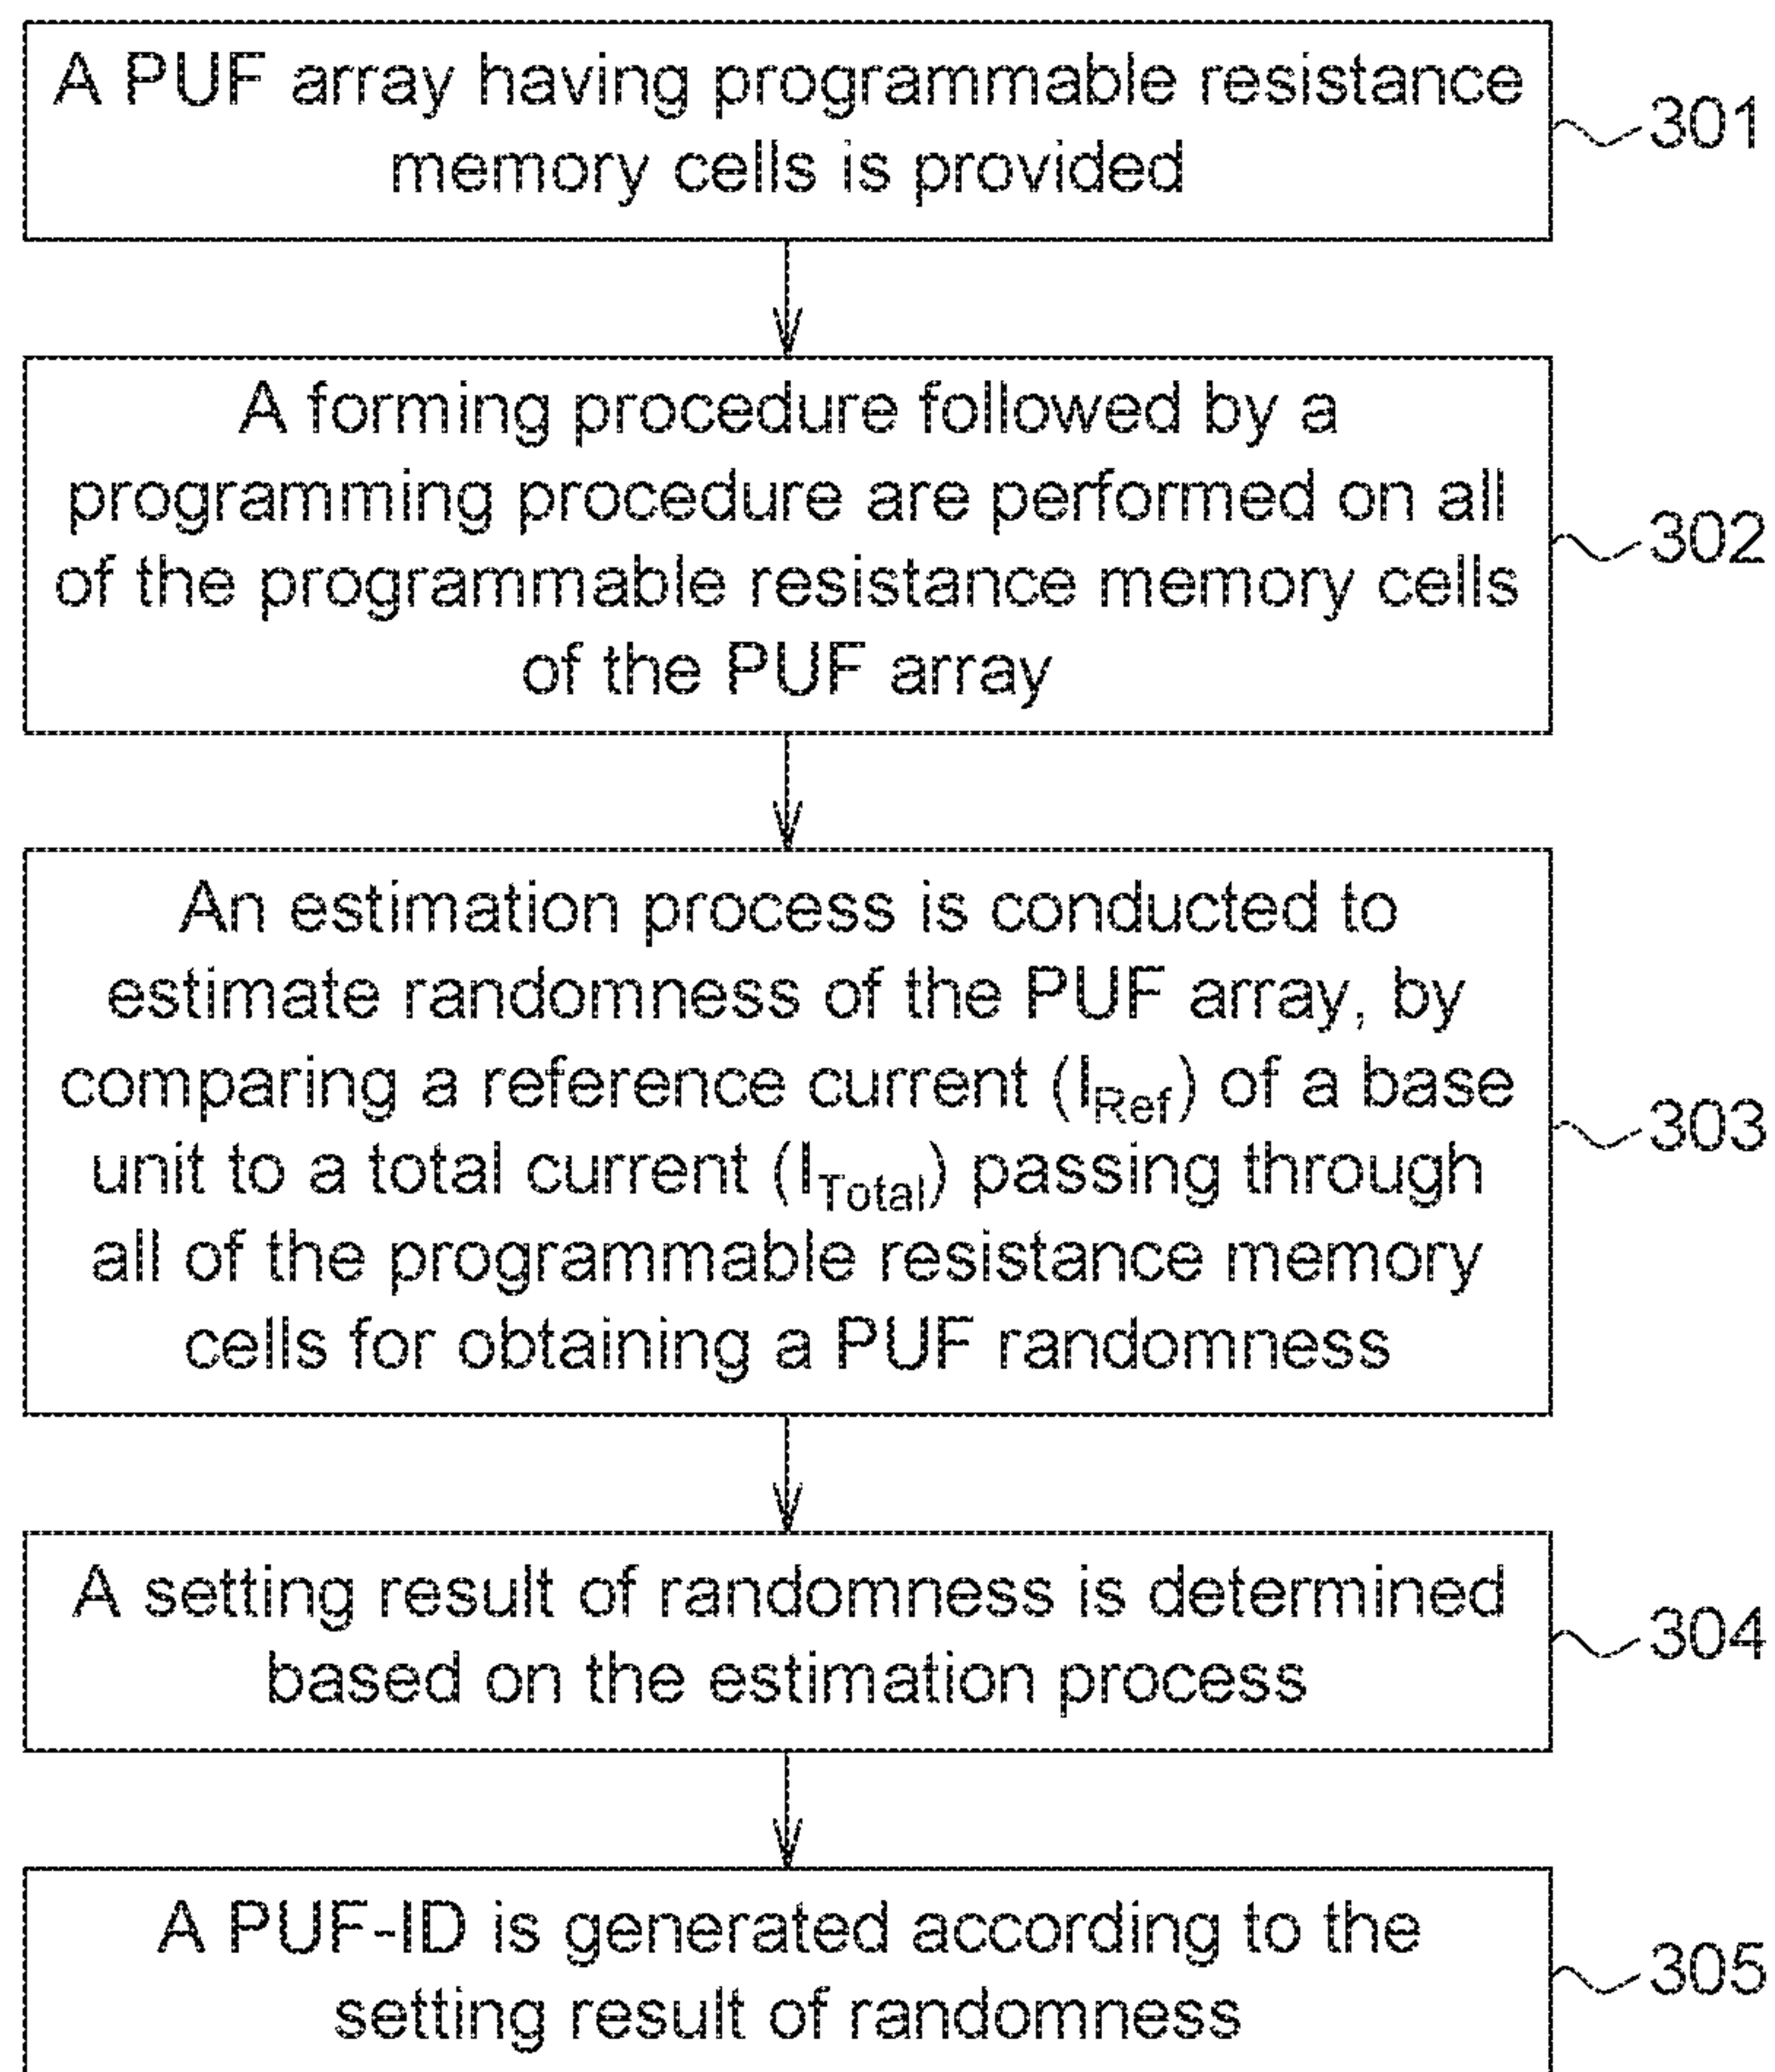 A PUF array having programmable resistance
memory cells is provided
301
A forming procedure followed by a
programming procedure are performed on all
of the programmable resistance memory cells
of the PUF array
302
An estimation process is conducted to
estimate randomness of the PUF array, by
comparing a reference current (I_Ref) of a base
unit to a total current (I_Total) passing through
all of the programmable resistance memory
cells for obtaining a PUF randomness
303
A setting result of randomness is determined
based on the estimation process
304
A PUF-ID is generated according to the
setting result of randomness
305